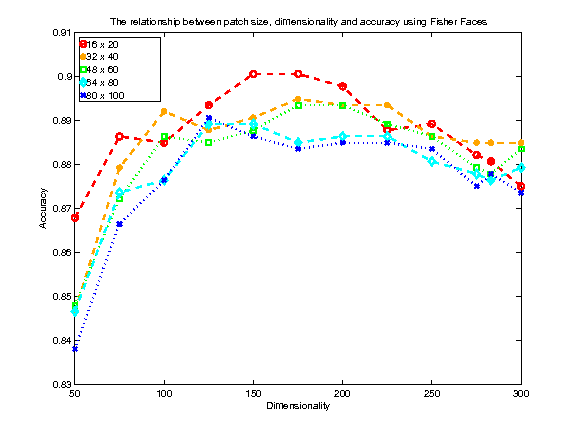 The relationship between patch size, dimensionality and accuracy using Fisher Faces
0.91
0.9
0.89
0.88
0.87
0.86
0.85
0.84
0.83
Accuracy
16 x 20
32 x 40
48 x 60
64 x 80
80 x 100
50 100 150 200 250 300
Dimensionality